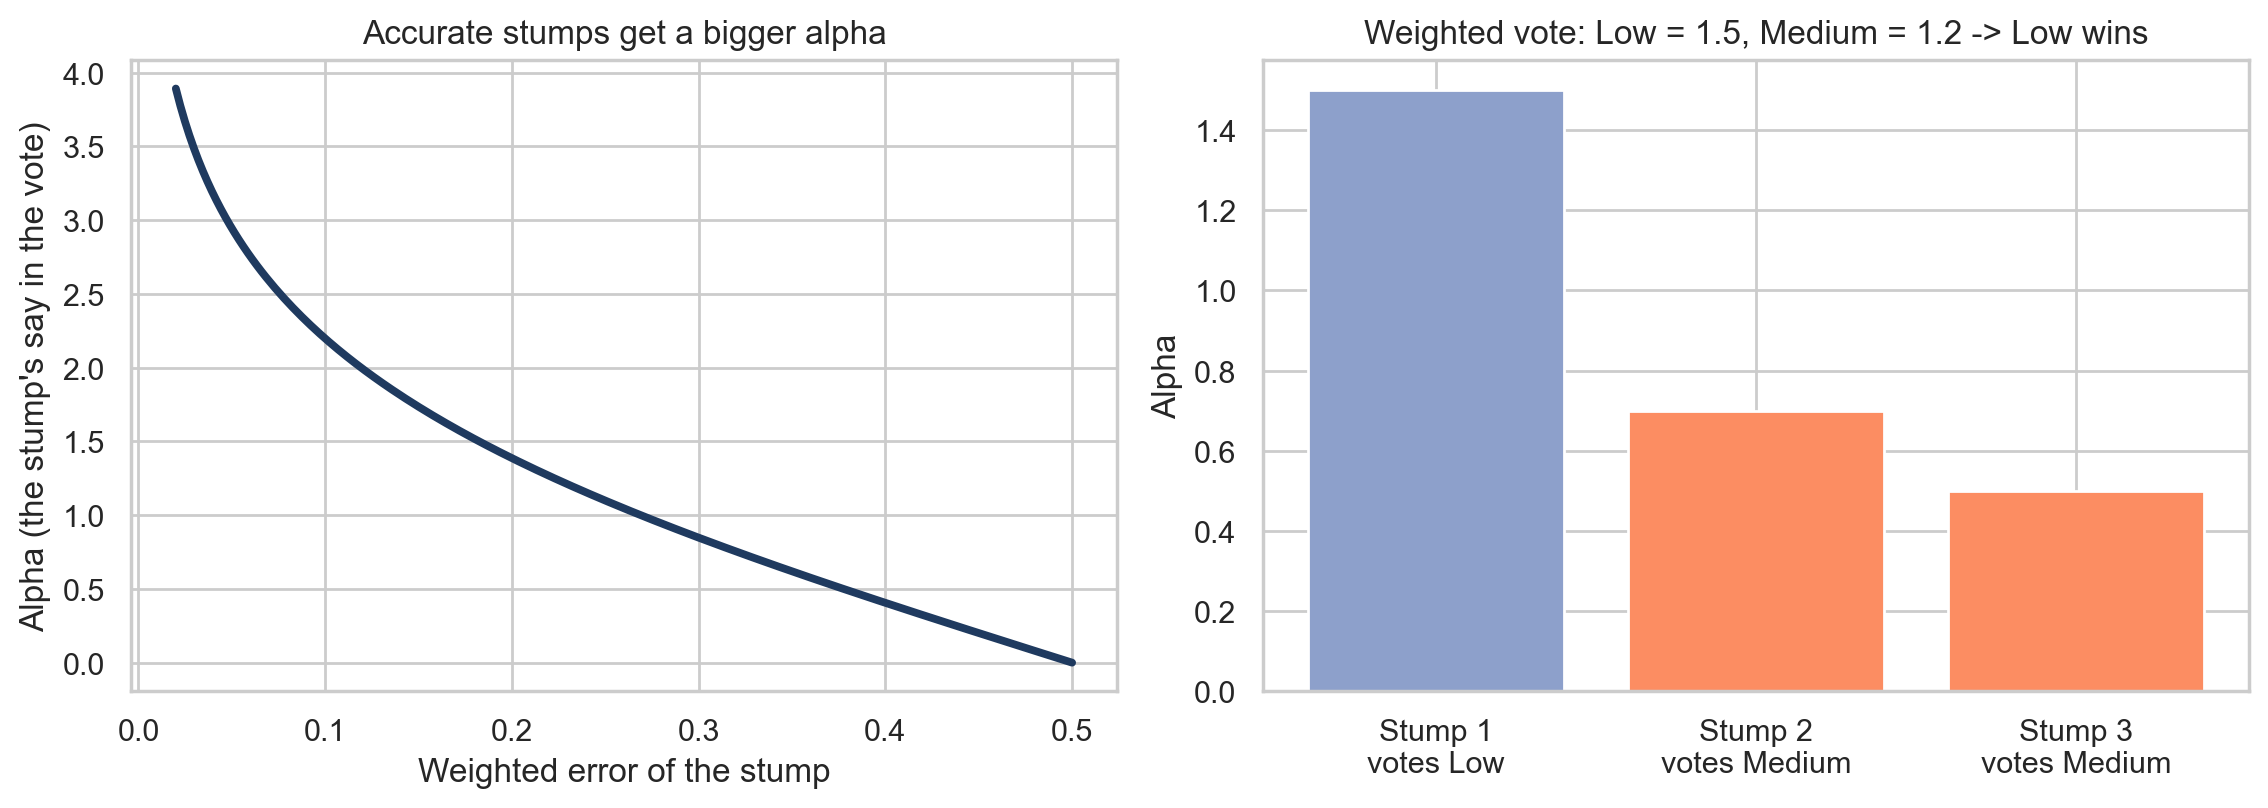 Accurate stumps get a bigger alpha
4.0
3.5
3.0
2.5
2.0
1.5
1.0
0.5
0.0
Alpha (the stump's say in the vote)
0.0 0.1 0.2 0.3 0.4 0.5
Weighted error of the stump
Weighted vote: Low = 1.5, Medium = 1.2 -> Low wins
1.4
1.2
1.0
0.8
0.6
0.4
0.2
0.0
Alpha
Stump 1
votes Low
Stump 2
votes Medium
Stump 3
votes Medium